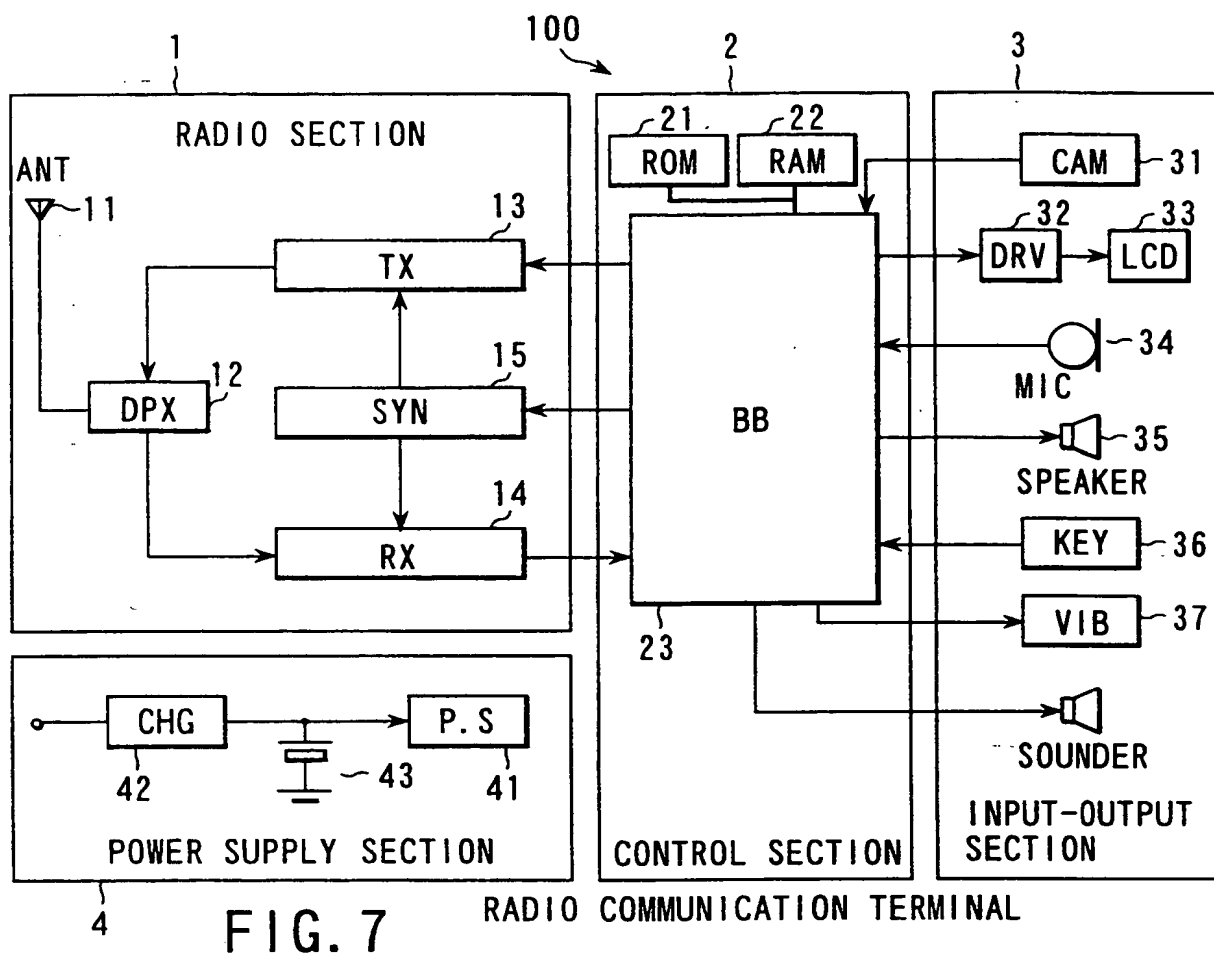 100
1
2
3
RADIO SECTION
ANT
11
13
TX
12
DPX
15
SYN
14
RX
21
ROM
22
RAM
BB
23
CAM
31
32
DRV
33
LCD
34
MIC
35
SPEAKER
KEY
36
VIB
37
SOUNDER
INPUT-OUTPUT
SECTION
CONTROL SECTION
CHG
42
43
P.S
41
POWER SUPPLY SECTION
4
RADIO COMMUNICATION TERMINAL
FIG. 7